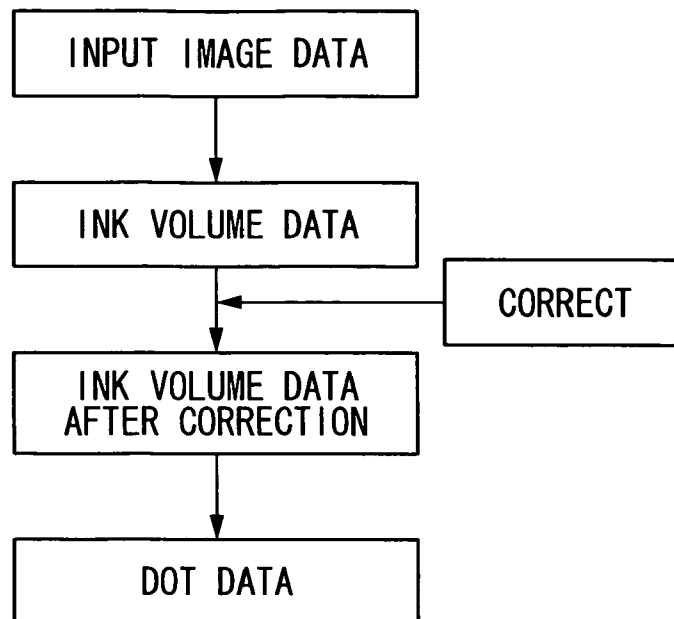 INPUT IMAGE DATA
INK VOLUME DATA
CORRECT
INK VOLUME DATA
AFTER CORRECTION
DOT DATA